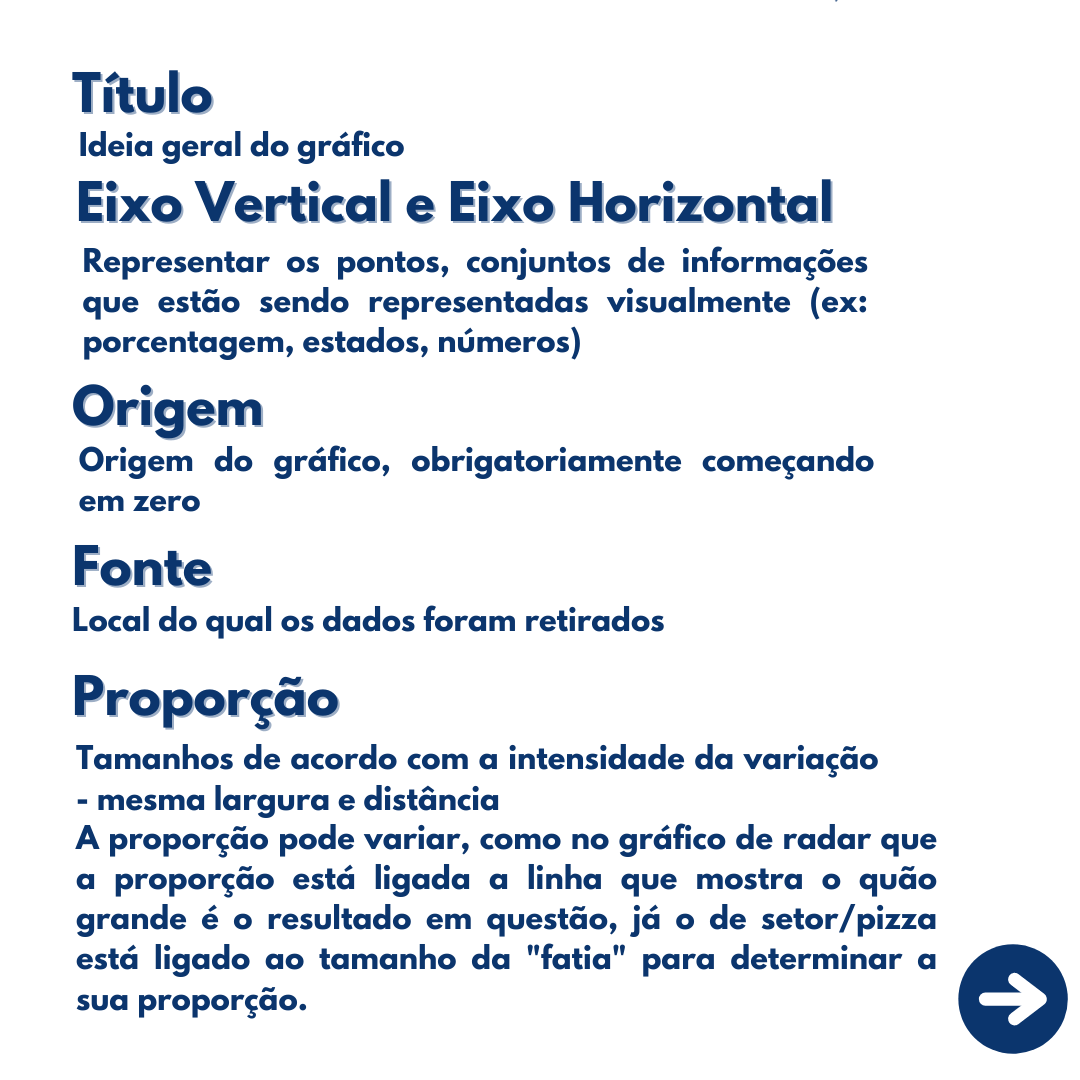 Título
Ideia geral do gráfico
Eixo Vertical e Eixo Horizontal
Representar os pontos, conjuntos de informações
que estão sendo representadas visualmente (ex:
porcentagem, estados, números)
Origem
Origem do gráfico, obrigatoriamente começando
em zero
Fonte
Local do qual os dados foram retirados
Proporção
Tamanhos de acordo com a intensidade da variação
- mesma largura e distância
A proporção pode variar, como no gráfico de radar que
a proporção está ligada a linha que mostra o quão
grande é o resultado em questão, já o de setor/pizza
está ligado ao tamanho da "fatia" para determinar a
sua proporção.